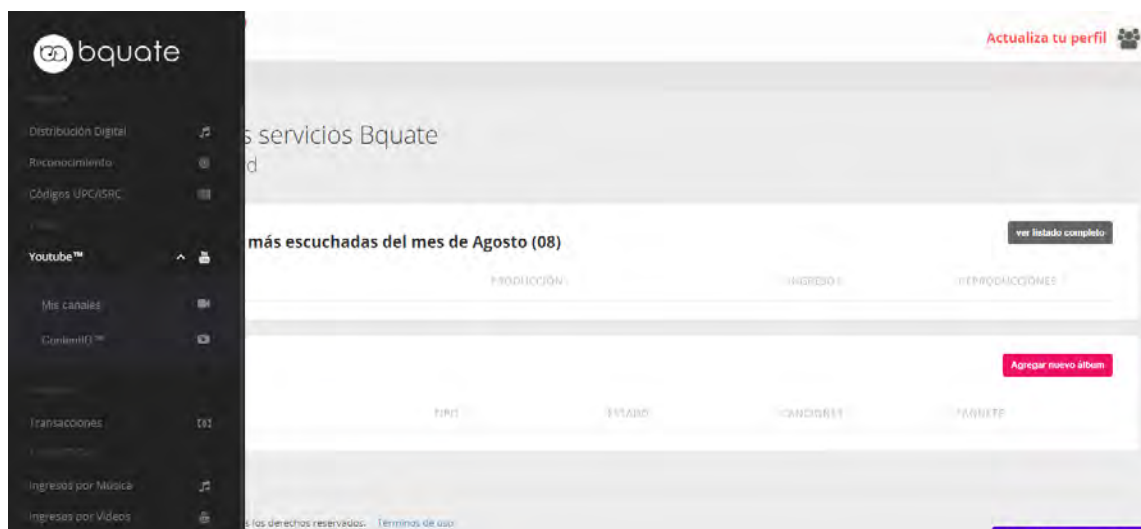 bquate
Actualiza tu perfil
Distribución Digital
Reconocimiento
Códigos UPC/ISRC
Youtube™
Mis canales
ContentID™
Transacciones
Ingresos por Música
Ingresos por Videos
s servicios Bquate
d
más escuchadas del mes de Agosto (08)
ver listado completo
PRODUCCIÓN INGRESOS REPRODUCCIONES
Agregar nuevo álbum
TIPO ESTADO CANCIONES PAQUETE
s los derechos reservados. Términos de uso